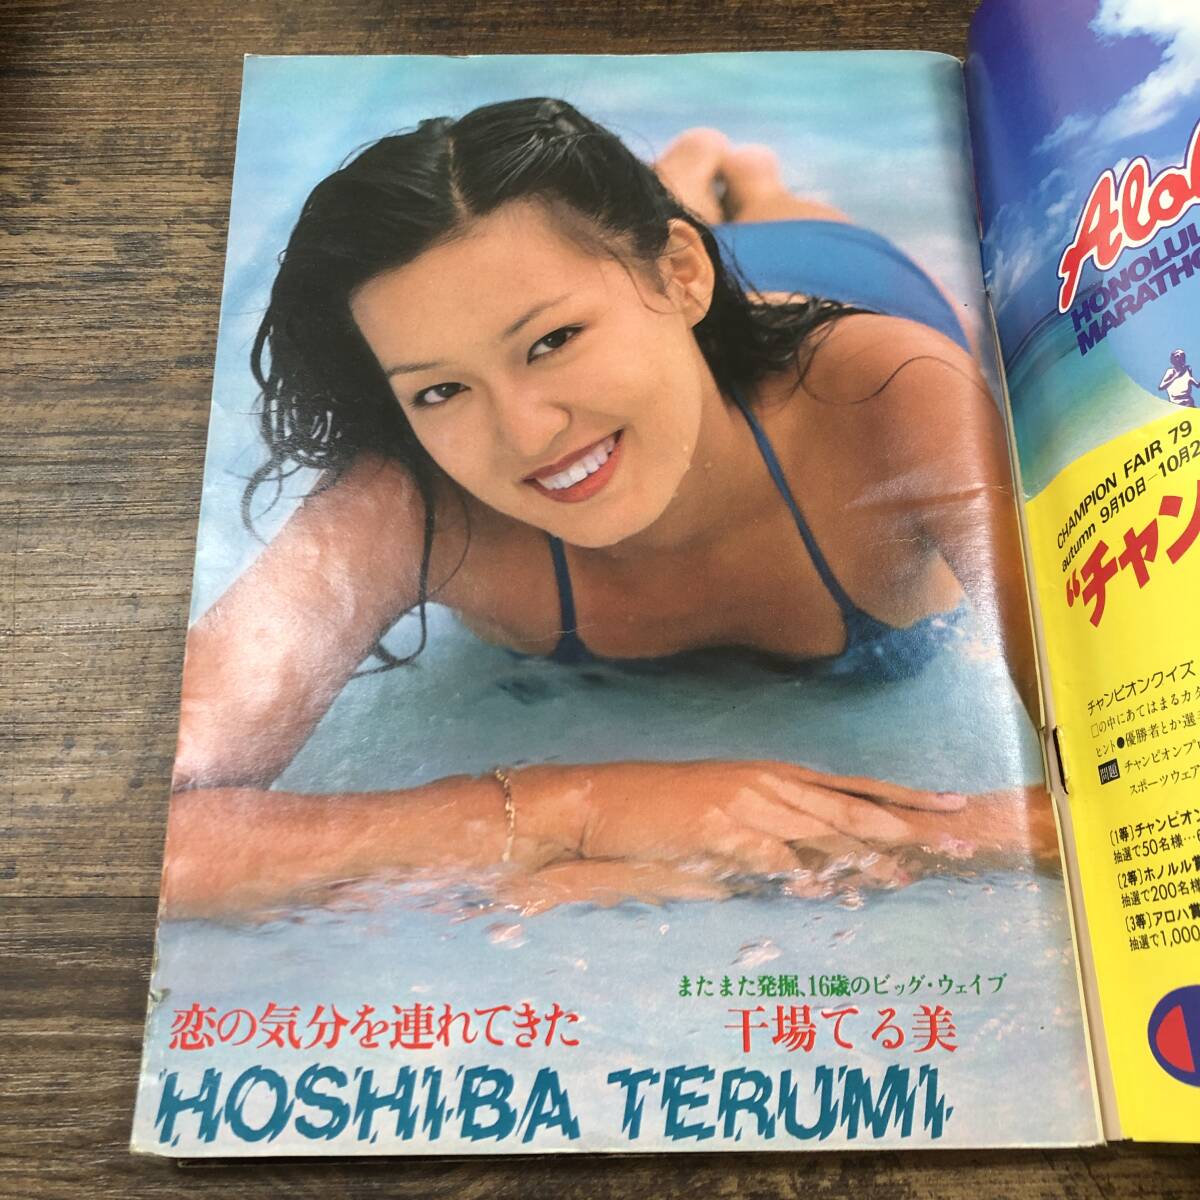 恋の気分を連れてきた
またまた発掘、16歳のビッグ・ウェイブ
干場てる美
HOSHIBA TERUMI
HONOLUL
MARATHO
CHAMPION FAIR 79
autumn 9月10日─10月2
“チャン
チャンピオンクイズ
□の中にあてはまるカタ
ヒント●優勝者とか選
問題 チャンピオンプ
スポーツウェア
〔1等〕チャンピオン
抽選で50名様…
〔2等〕ホノルル賞
抽選で200名様
〔3等〕アロハ賞
抽選で1,000